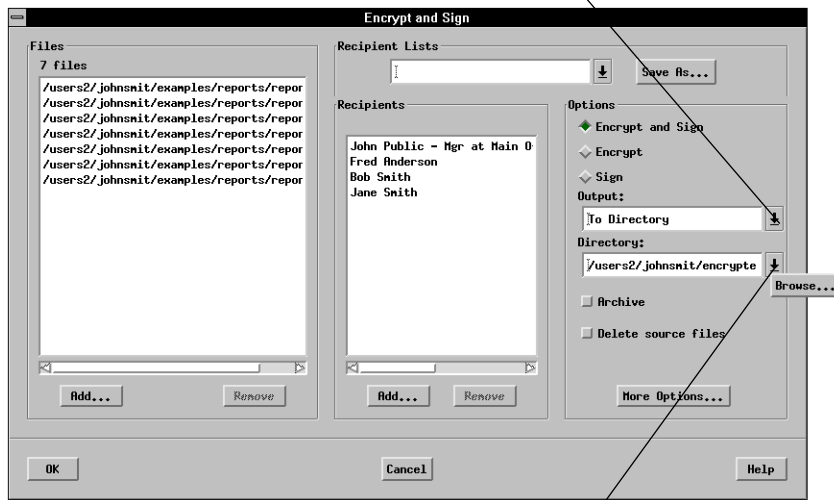 Encrypt and Sign
Files
7 files
/users2/johnsmit/examples/reports/repor
/users2/johnsmit/examples/reports/repor
/users2/johnsmit/examples/reports/repor
/users2/johnsmit/examples/reports/repor
/users2/johnsmit/examples/reports/repor
/users2/johnsmit/examples/reports/repor
/users2/johnsmit/examples/reports/repor
Add...
Remove
Recipient Lists
Save As...
Recipients
John Public - Mgr at Main O
Fred Anderson
Bob Smith
Jane Smith
Add...
Remove
Options
Encrypt and Sign
Encrypt
Sign
Output:
To Directory
Directory:
/users2/johnsmit/encrypte
Browse...
Archive
Delete source files
More Options...
OK
Cancel
Help